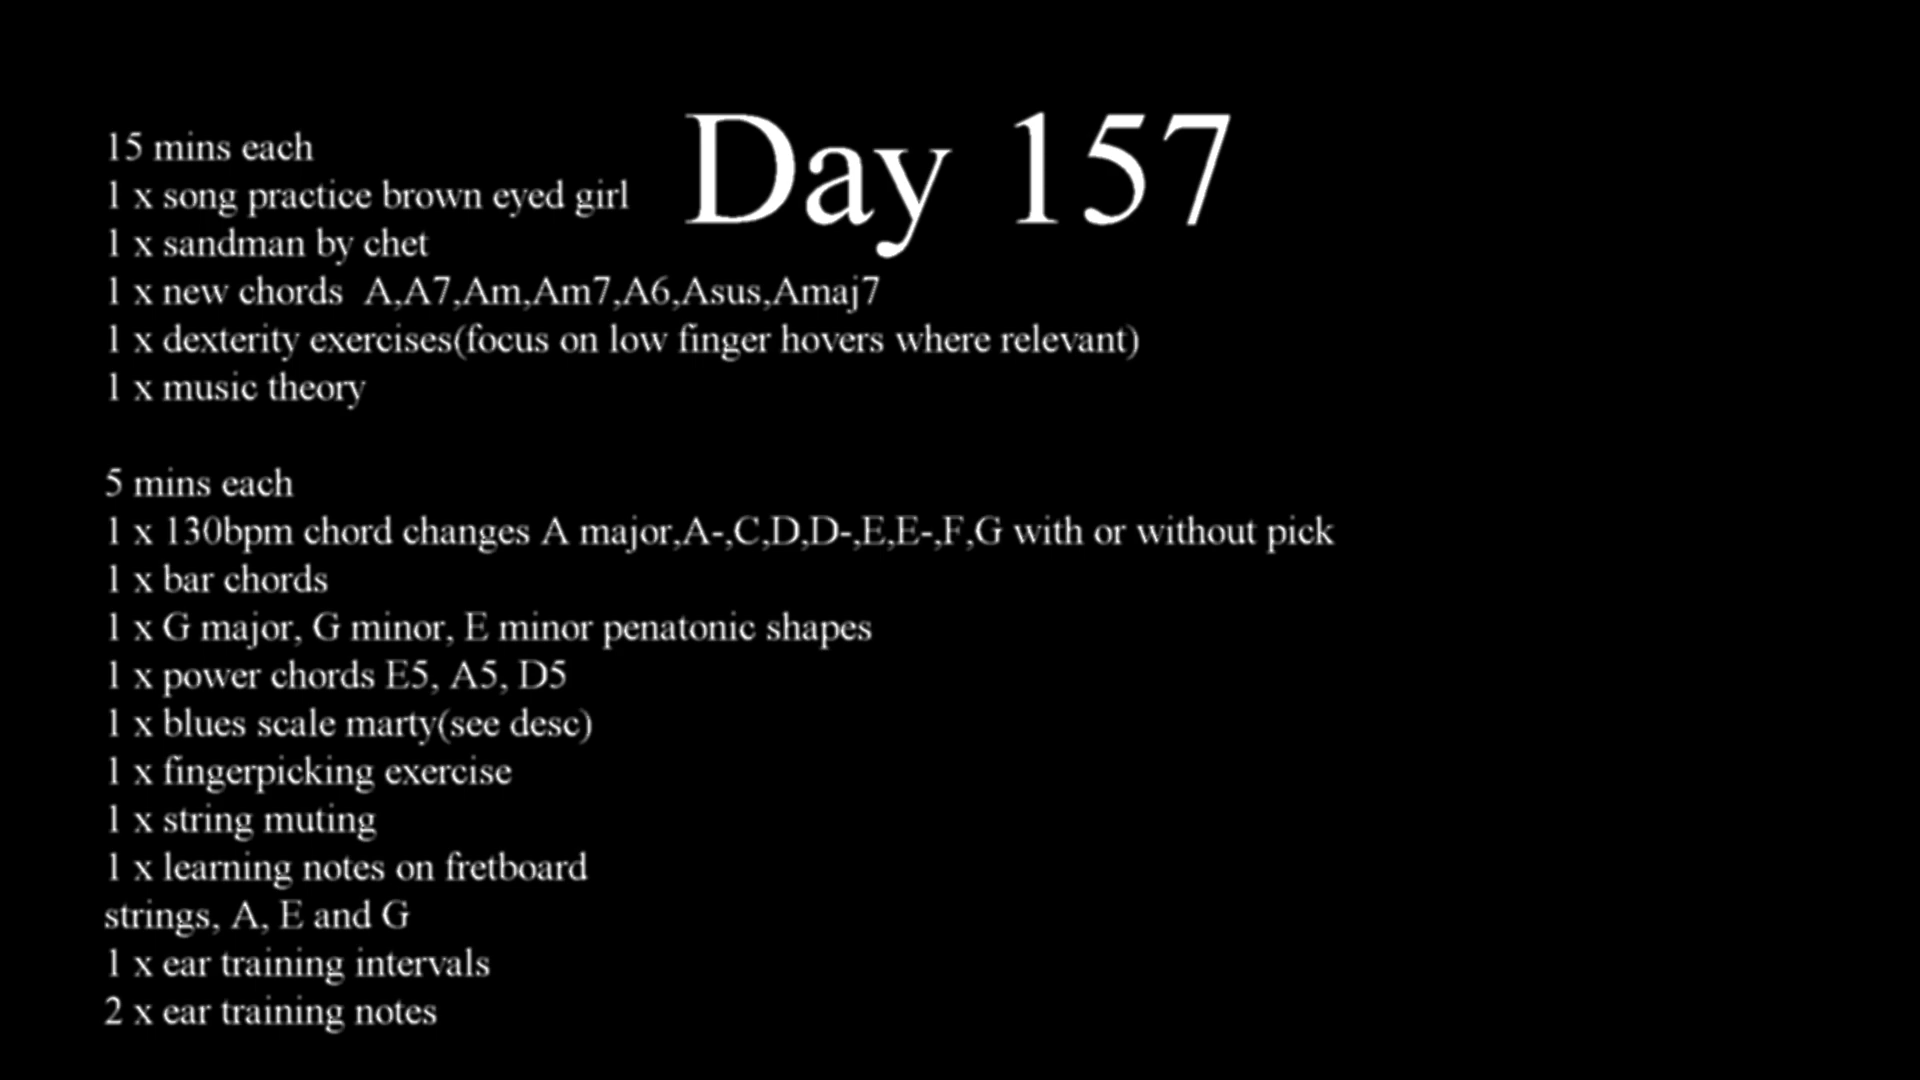 Day 157
15 mins each
1 x song practice brown eyed girl
1 x sandman by chet
1 x new chords  A,A7,Am,Am7,A6,Asus,Amaj7
1 x dexterity exercises(focus on low finger hovers where relevant)
1 x music theory
5 mins each
1 x 130bpm chord changes A major,A-,C,D,D-,E,E-,F,G with or without pick
1 x bar chords
1 x G major, G minor, E minor penatonic shapes
1 x power chords E5, A5, D5
1 x blues scale marty(see desc)
1 x fingerpicking exercise
1 x string muting
1 x learning notes on fretboard
strings, A, E and G
1 x ear training intervals
2 x ear training notes